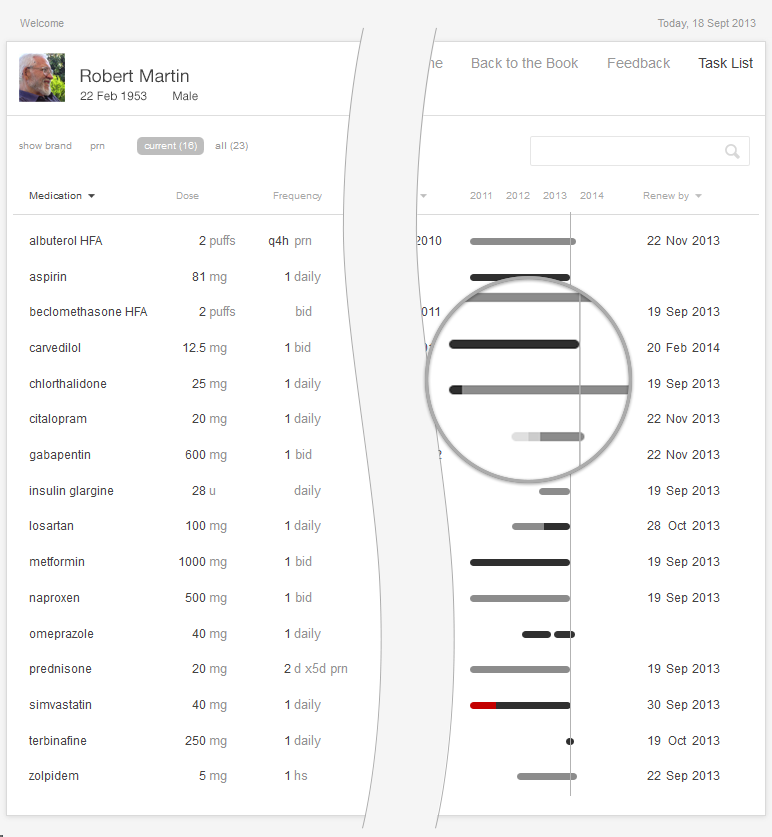 Welcome Today, 18 Sept 2013
Robert Martin Back to the Book Feedback Task List
22 Feb 1953 Male
show brand prn current (16) all (23)
Medication Dose Frequency 2011 2012 2013 2014 Renew by
albuterol HFA 2 puffs q4h prn 2010 22 Nov 2013
aspirin 81 mg 1 daily
beclomethasone HFA 2 puffs bid 19 Sep 2013
carvedilol 12.5 mg 1 bid 20 Feb 2014
chlorthalidone 25 mg 1 daily 19 Sep 2013
citalopram 20 mg 1 daily 22 Nov 2013
gabapentin 600 mg 1 bid 22 Nov 2013
insulin glargine 28 u daily 19 Sep 2013
losartan 100 mg 1 daily 28 Oct 2013
metformin 1000 mg 1 bid 19 Sep 2013
naproxen 500 mg 1 bid 19 Sep 2013
omeprazole 40 mg 1 daily
prednisone 20 mg 2 d x5d prn 19 Sep 2013
simvastatin 40 mg 1 daily 30 Sep 2013
terbinafine 250 mg 1 daily 19 Oct 2013
zolpidem 5 mg 1 hs 22 Sep 2013